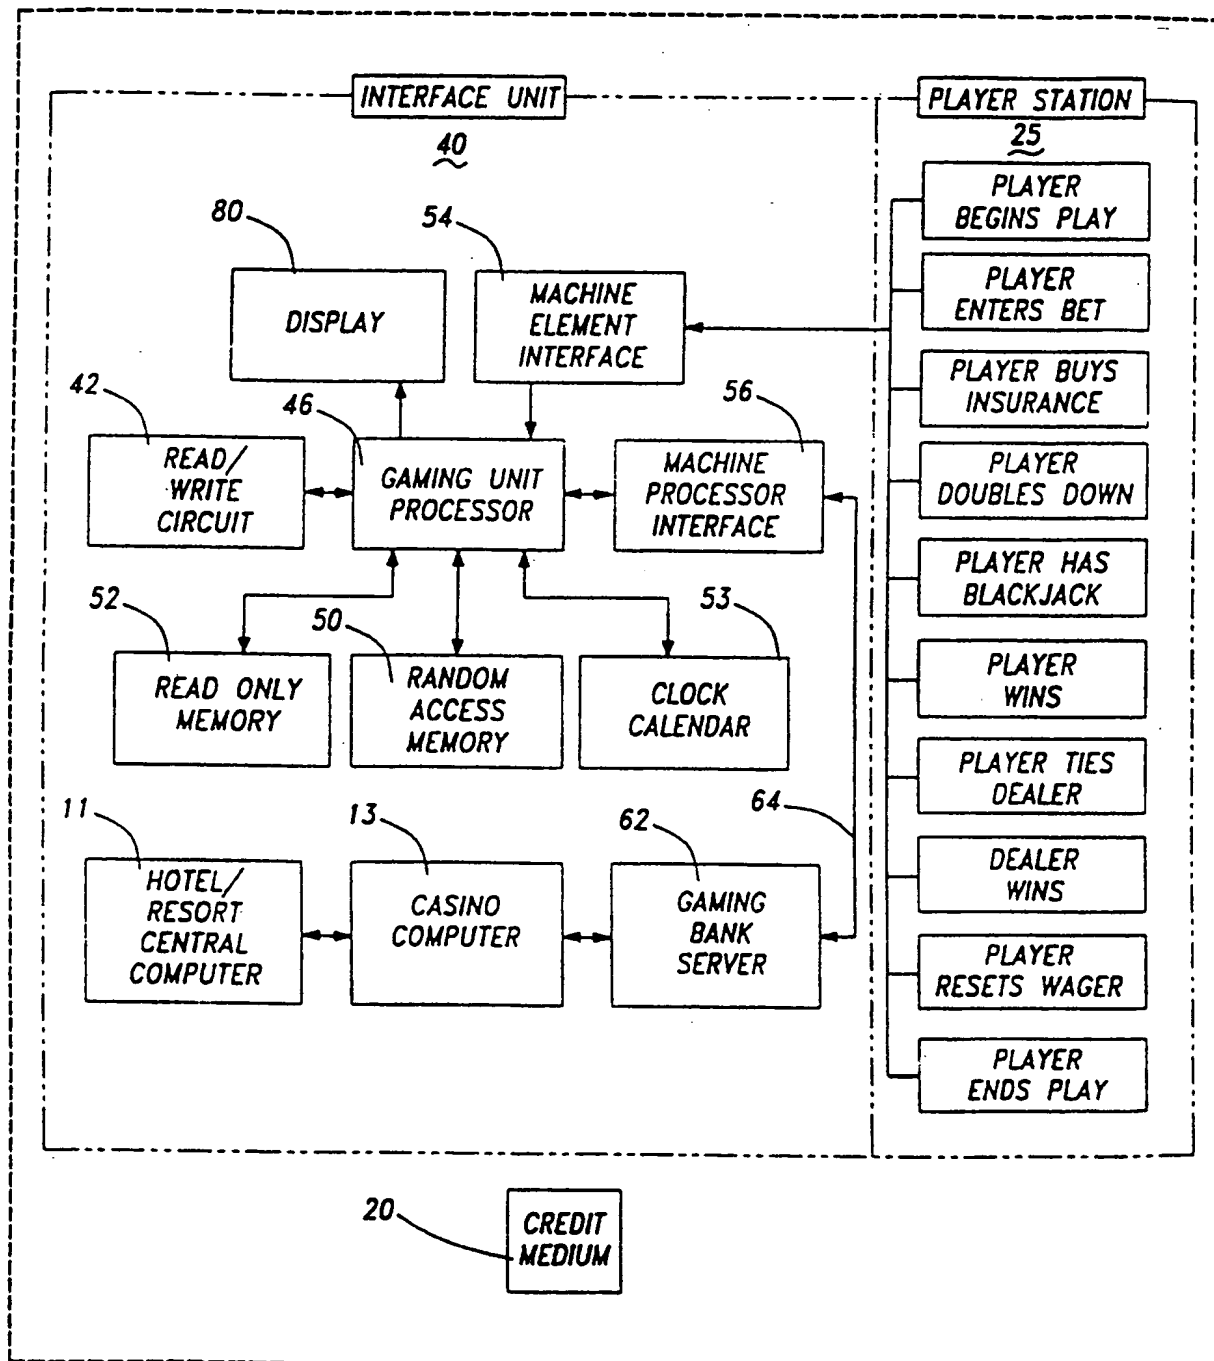 INTERFACE UNIT
40
PLAYER STATION
25
80
DISPLAY
54
MACHINE
ELEMENT
INTERFACE
42
READ/
WRITE
CIRCUIT
46
GAMING UNIT
PROCESSOR
56
MACHINE
PROCESSOR
INTERFACE
52
READ ONLY
MEMORY
50
RANDOM
ACCESS
MEMORY
53
CLOCK
CALENDAR
11
HOTEL/
RESORT
CENTRAL
COMPUTER
13
CASINO
COMPUTER
62
GAMING
BANK
SERVER
64
PLAYER
BEGINS PLAY
PLAYER
ENTERS BET
PLAYER BUYS
INSURANCE
PLAYER
DOUBLES DOWN
PLAYER HAS
BLACKJACK
PLAYER
WINS
PLAYER TIES
DEALER
DEALER
WINS
PLAYER
RESETS WAGER
PLAYER
ENDS PLAY
20
CREDIT
MEDIUM